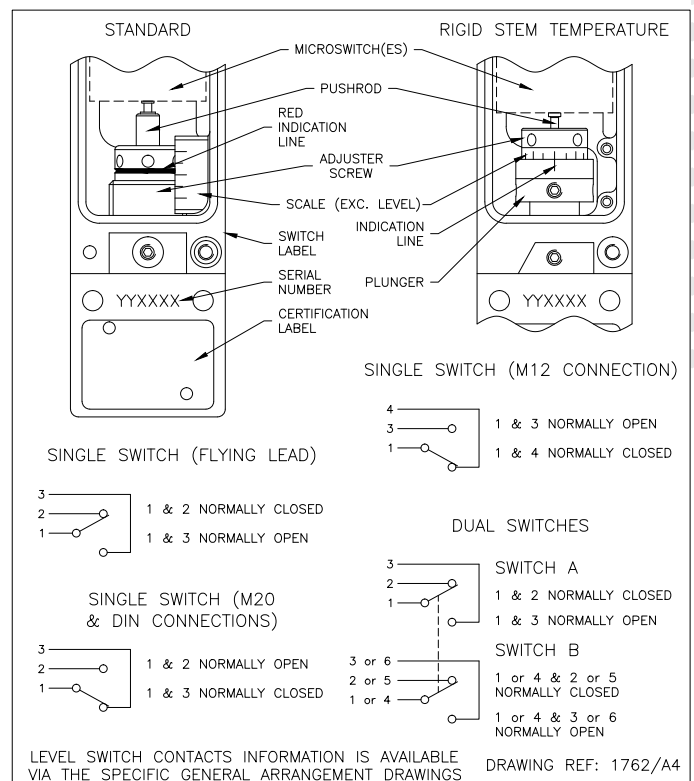 STANDARD
RIGID STEM TEMPERATURE
MICROSWITCH(ES)
PUSHROD
RED
INDICATION
LINE
ADJUSTER
SCREW
SCALE (EXC. LEVEL)
INDICATION
LINE
SWITCH
LABEL
SERIAL
NUMBER
PLUNGER
CERTIFICATION
LABEL
YYXXXX
YYXXXX
SINGLE SWITCH (M12 CONNECTION)
4
3
1
1 & 3 NORMALLY OPEN
1 & 4 NORMALLY CLOSED
SINGLE SWITCH (FLYING LEAD)
3
2
1
1 & 2 NORMALLY CLOSED
1 & 3 NORMALLY OPEN
DUAL SWITCHES
3
2
1
SWITCH A
1 & 2 NORMALLY CLOSED
1 & 3 NORMALLY OPEN
SINGLE SWITCH (M20
& DIN CONNECTIONS)
3
2
1
1 & 2 NORMALLY OPEN
1 & 3 NORMALLY CLOSED
SWITCH B
3 or 6
2 or 5
1 or 4
1 or 4 & 2 or 5
NORMALLY CLOSED
1 or 4 & 3 or 6
NORMALLY OPEN
LEVEL SWITCH CONTACTS INFORMATION IS AVAILABLE
VIA THE SPECIFIC GENERAL ARRANGEMENT DRAWINGS
DRAWING REF: 1762/A4